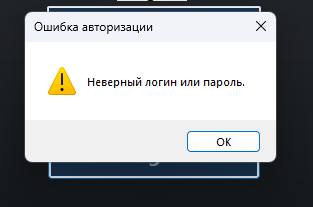 Ошибка авторизации
Неверный логин или пароль.
ОК